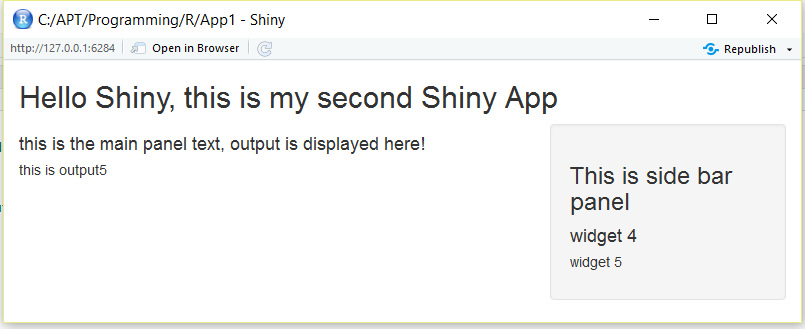 C:/APT/Programming/R/App1 - Shiny
http://127.0.0.1:6284 Open in Browser Republish
Hello Shiny, this is my second Shiny App
this is the main panel text, output is displayed here!
this is output5
This is side bar
panel
widget 4
widget 5